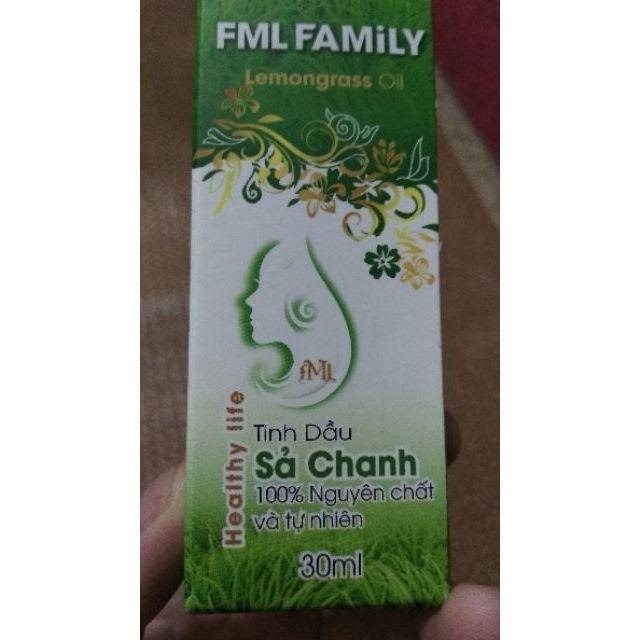 FML FAMiLY
Lemongrass Oil
fML
Healthy life
Tinh Dầu
Sả Chanh
100% Nguyên chất
và tự nhiên
30ml